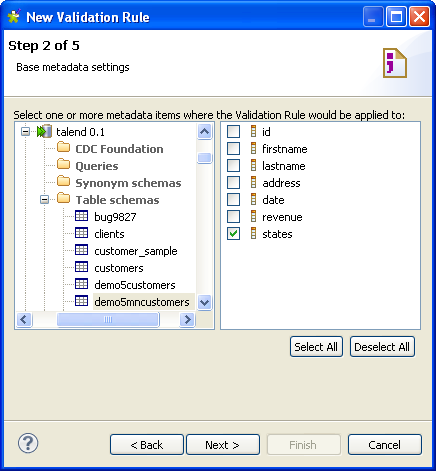 New Validation Rule
Step 2 of 5
Base metadata settings
Select one or more metadata items where the Validation Rule would be applied to:
talend 0.1
CDC Foundation
Queries
Synonym schemas
Table schemas
bug9827
clients
customer_sample
customers
demo5customers
demo5mncustomers
id
firstname
lastname
address
date
revenue
states
Select All
Deselect All
< Back
Next >
Finish
Cancel